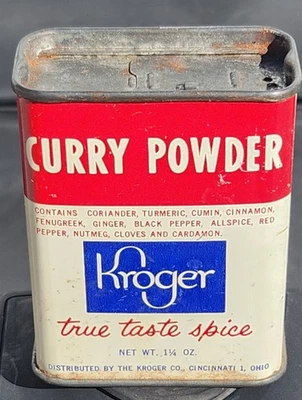 CURRY POWDER
CONTAINS CORIANDER, TURMERIC, CUMIN, CINNAMON,
FENUGREEK, GINGER, BLACK PEPPER, ALLSPICE, RED
PEPPER, NUTMEG, CLOVES AND CARDAMON.
Kroger
true taste spice
NET WT. 1¼ OZ.
DISTRIBUTED BY THE KROGER CO., CINCINNATI 1, OHIO